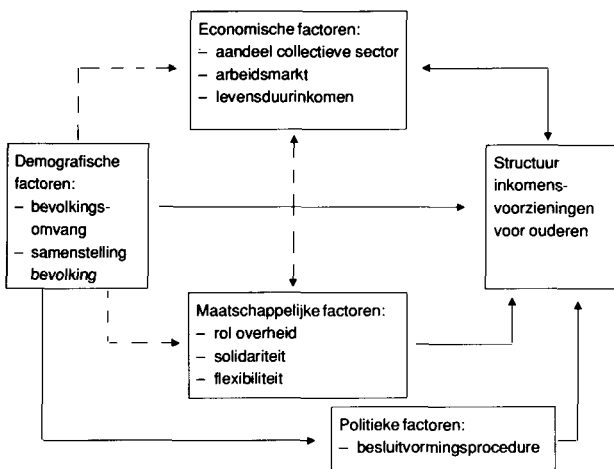 Economische factoren:
– aandeel collectieve sector
– arbeidsmarkt
– levensduurinkomen
Demografische
factoren:
– bevolkings-
omvang
– samenstelling
bevolking
Structuur
inkomens-
voorzieningen
voor ouderen
Maatschappelijke factoren:
– rol overheid
– solidariteit
– flexibiliteit
Politieke factoren:
– besluitvormingsprocedure